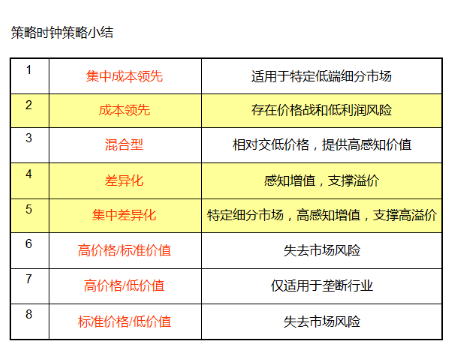 策略时钟策略小结
1 集中成本领先 适用于特定低端细分市场
2 成本领先 存在价格战和低利润风险
3 混合型 相对交低价格，提供高感知价值
4 差异化 感知增值，支撑溢价
5 集中差异化 特定细分市场，高感知增值，支撑高溢价
6 高价格/标准价值 失去市场风险
7 高价格/低价值 仅适用于垄断行业
8 标准价格/低价值 失去市场风险